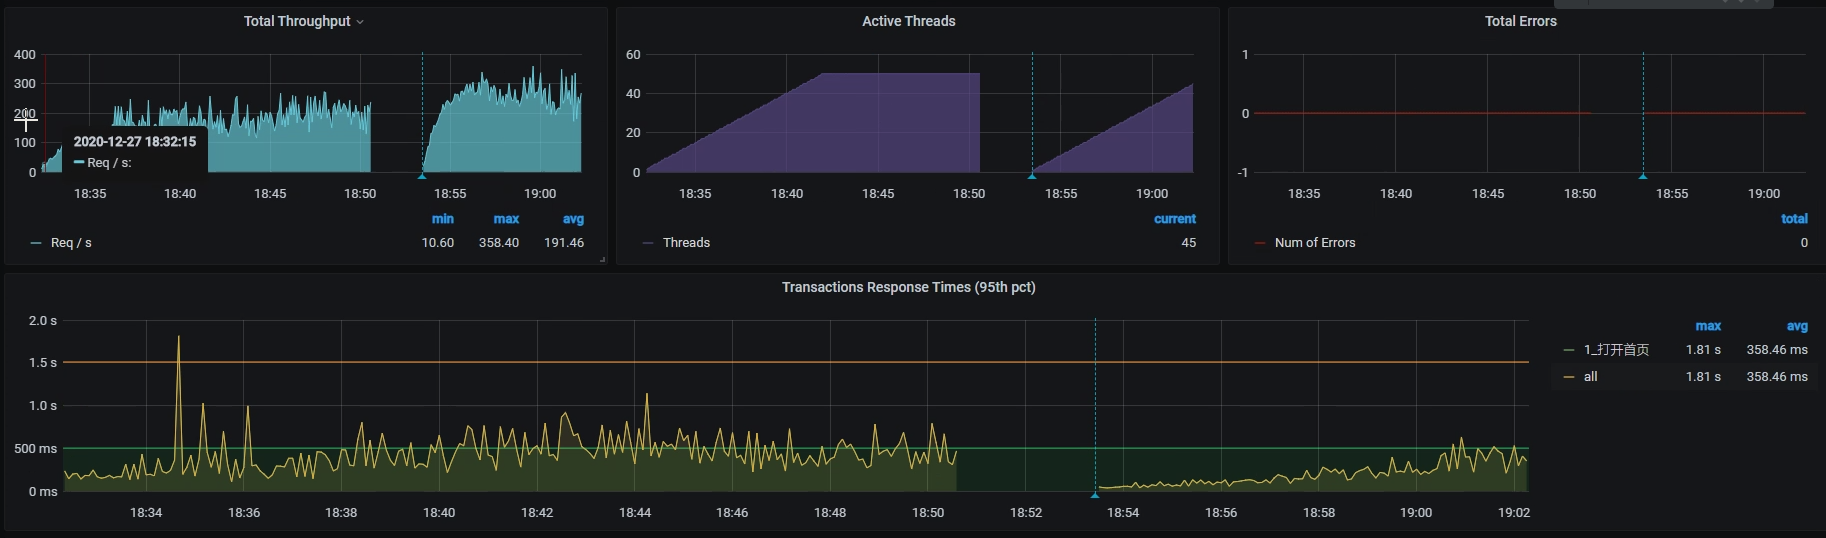 Total Throughput
400
300
200
100
0
2020-12-27 18:32:15
Req / s:
18:35 18:40 18:45 18:50 18:55 19:00
min max avg
Req / s 10.60 358.40 191.46
Active Threads
60
40
20
0
18:35 18:40 18:45 18:50 18:55 19:00
current
Threads 45
Total Errors
1
0
-1
18:35 18:40 18:45 18:50 18:55 19:00
total
Num of Errors 0
Transactions Response Times (95th pct)
2.0 s
1.5 s
1.0 s
500 ms
0 ms
18:34 18:36 18:38 18:40 18:42 18:44 18:46 18:48 18:50 18:52 18:54 18:56 18:58 19:00 19:02
max avg
1_打开首页 1.81 s 358.46 ms
all 1.81 s 358.46 ms